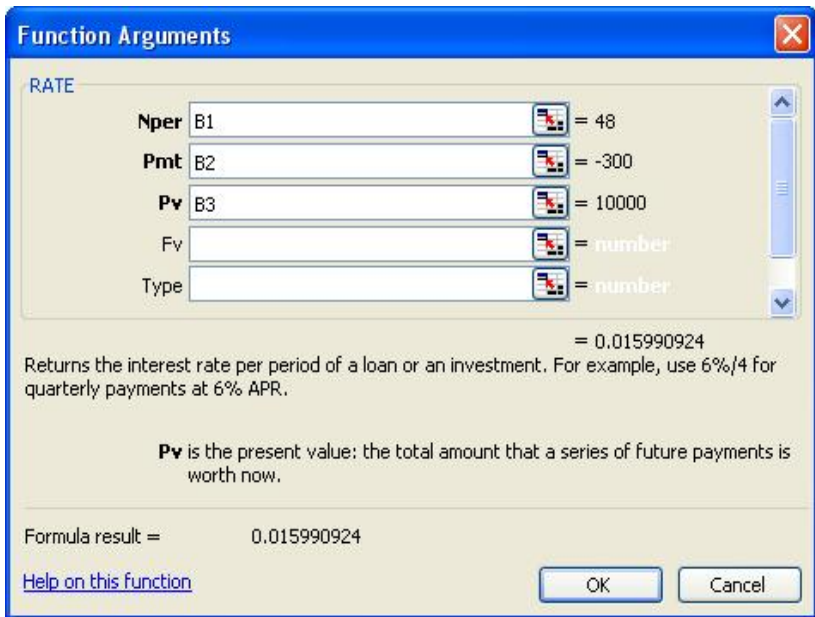 Function Arguments
RATE
Nper B1 = 48
Pmt B2 = -300
Pv B3 = 10000
Fv = number
Type = number
= 0.015990924
Returns the interest rate per period of a loan or an investment. For example, use 6%/4 for
quarterly payments at 6% APR.
Pv is the present value: the total amount that a series of future payments is
worth now.
Formula result = 0.015990924
Help on this function OK Cancel